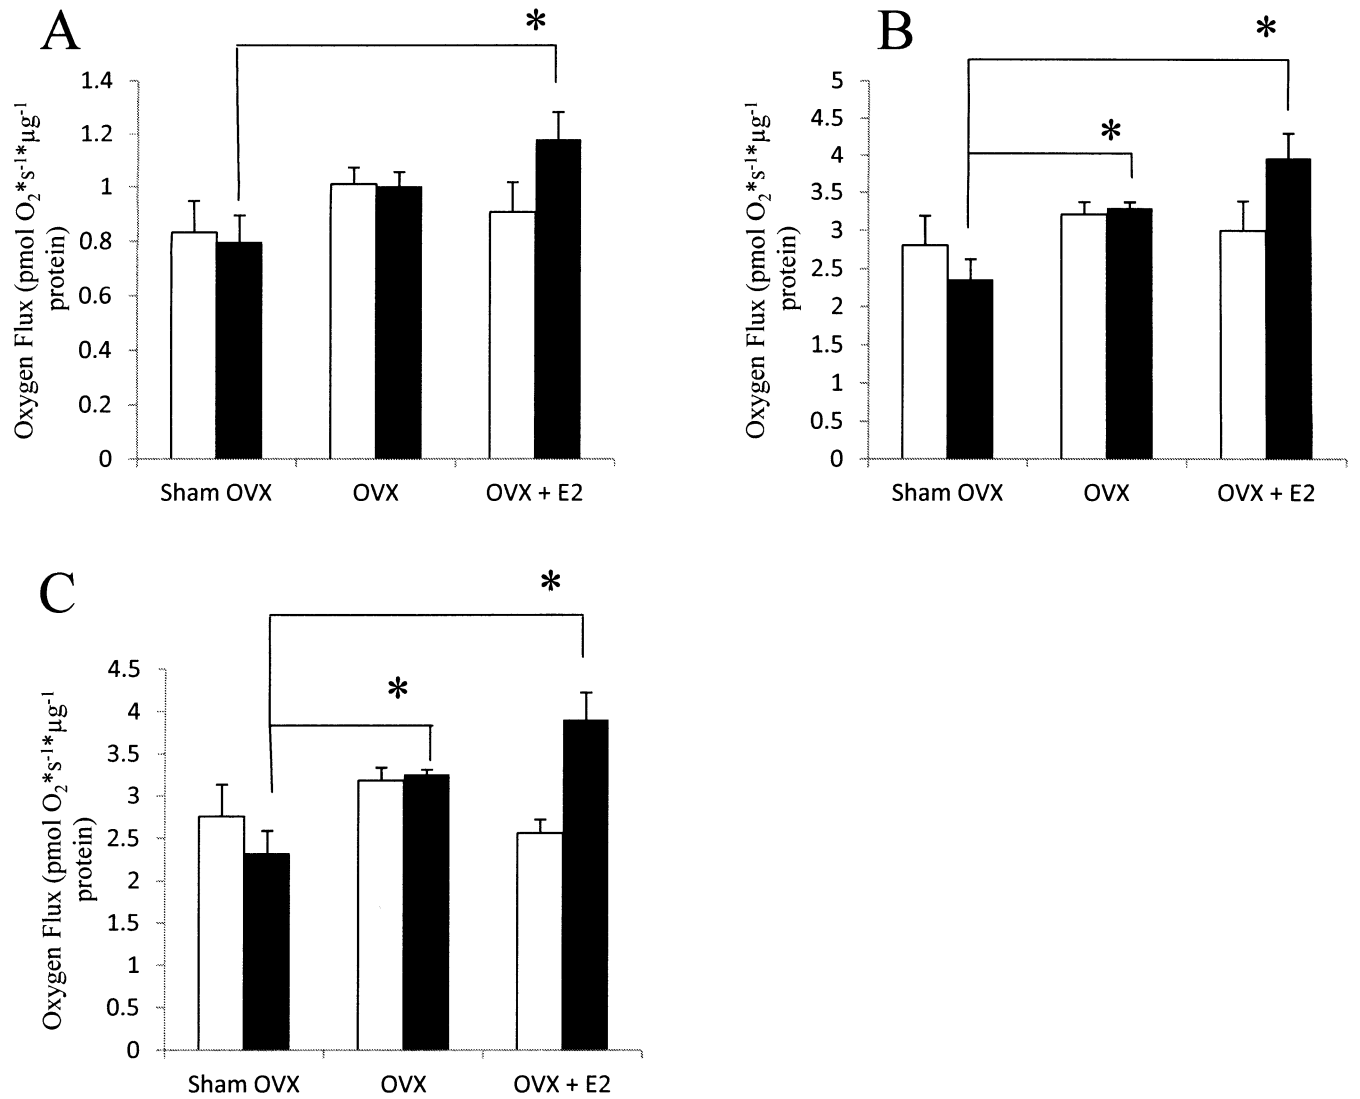 A
*
Oxygen Flux (pmol O₂*s⁻¹*µg⁻¹
protein)
1.4
1.2
1
0.8
0.6
0.4
0.2
0
Sham OVX
OVX
OVX + E2
B
*
*
Oxygen Flux (pmol O₂*s⁻¹*µg⁻¹
protein)
5
4.5
4
3.5
3
2.5
2
1.5
1
0.5
0
Sham OVX
OVX
OVX + E2
C
*
*
Oxygen Flux (pmol O₂*s⁻¹*µg⁻¹
protein)
4.5
4
3.5
3
2.5
2
1.5
1
0.5
0
Sham OVX
OVX
OVX + E2